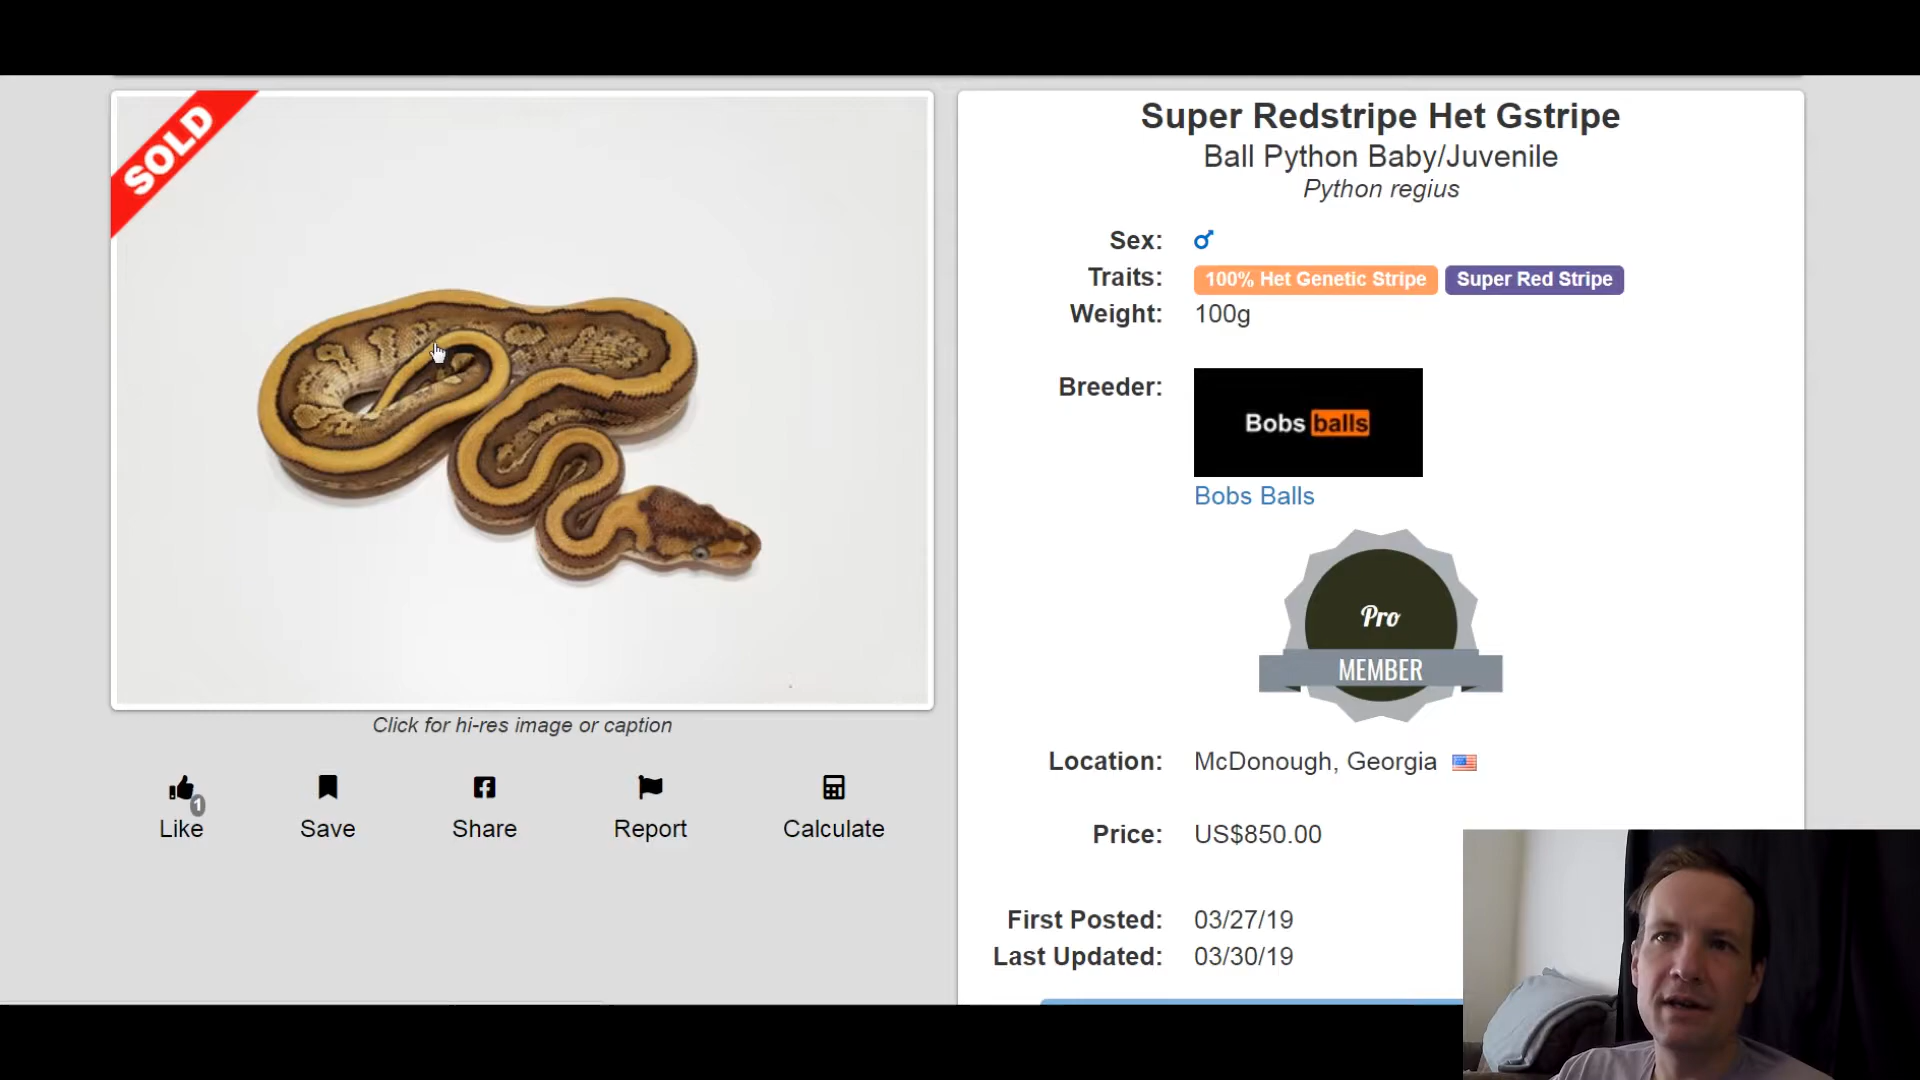 SOLD
Super Redstripe Het Gstripe
Ball Python Baby/Juvenile
Python regius
Sex: ♂
Traits: 100% Het Genetic Stripe Super Red Stripe
Weight: 100g
Breeder:
Bobs balls
Bobs Balls
Pro
MEMBER
Location: McDonough, Georgia
Price: US$850.00
First Posted: 03/27/19
Last Updated: 03/30/19
Click for hi-res image or caption
1
Like Save Share Report Calculate